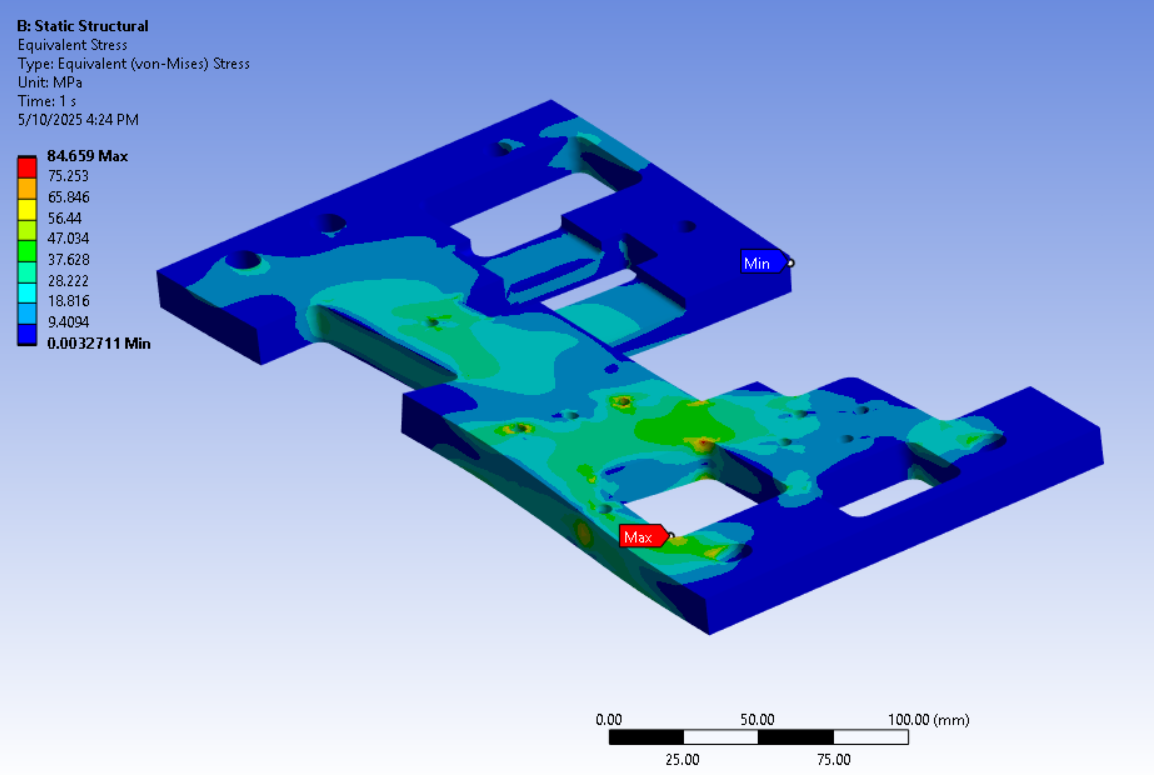 B: Static Structural
Equivalent Stress
Type: Equivalent (von-Mises) Stress
Unit: MPa
Time: 1 s
5/10/2025 4:24 PM
84.659 Max
75.253
65.846
56.44
47.034
37.628
28.222
18.816
9.4094
0.0032711 Min
Min
Max
0.00 50.00 100.00 (mm)
25.00 75.00